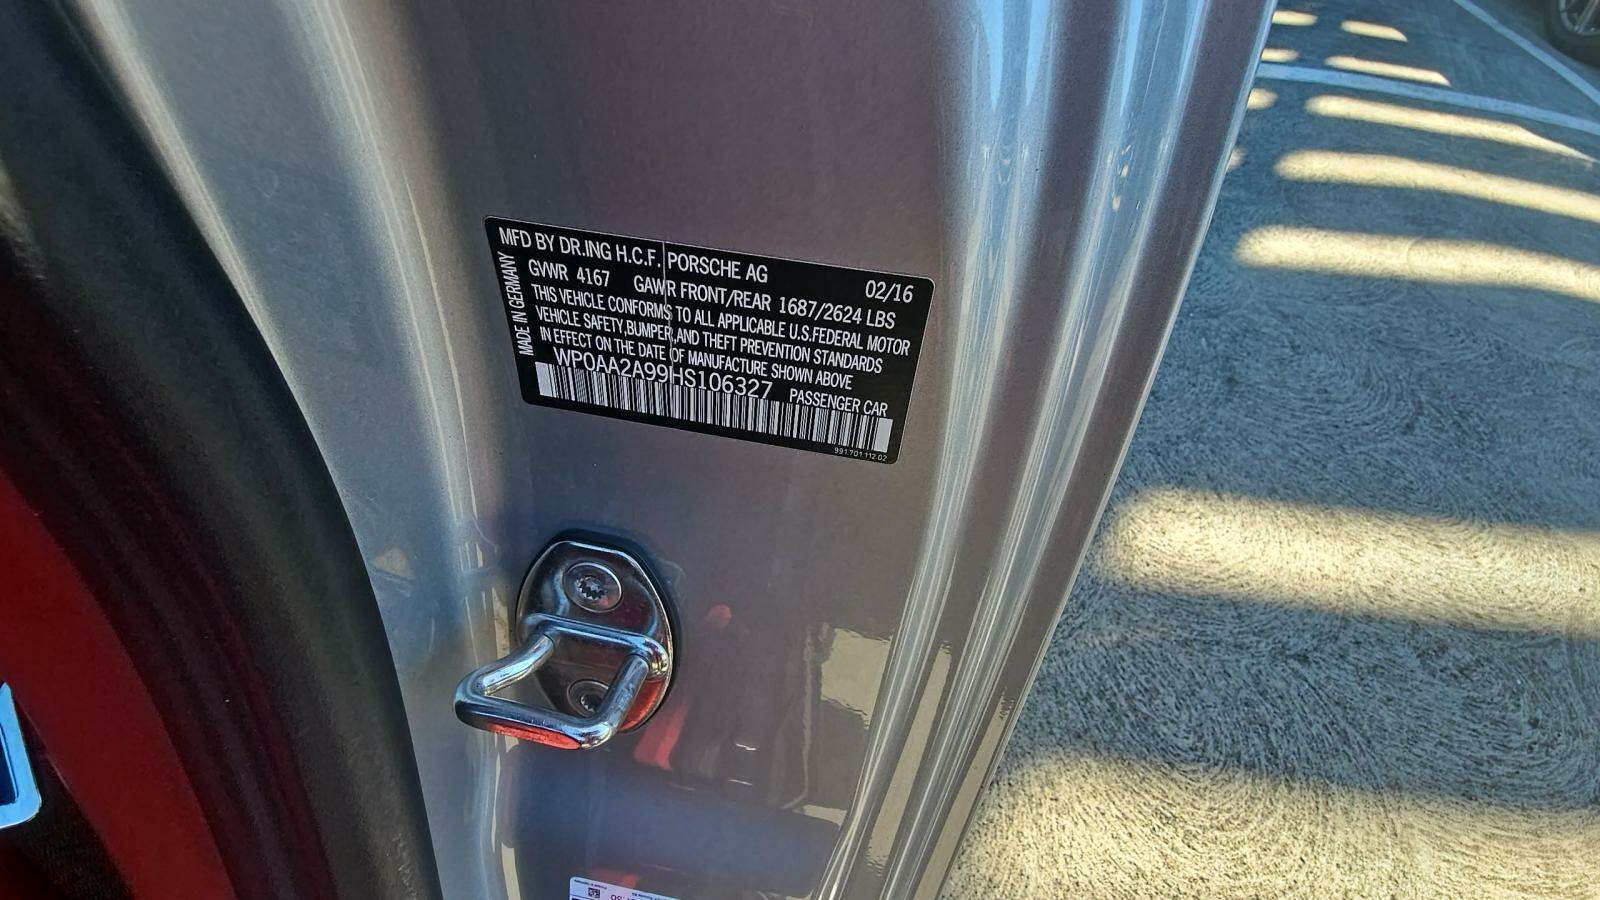 MFD BY DR.ING H.C.F. PORSCHE AG
02/16
GVWR 4167 GAWR FRONT/REAR 1687/2624 LBS
THIS VEHICLE CONFORMS TO ALL APPLICABLE U.S.FEDERAL MOTOR
VEHICLE SAFETY,BUMPER,AND THEFT PREVENTION STANDARDS
IN EFFECT ON THE DATE OF MANUFACTURE SHOWN ABOVE
WP0AA2A99HS106327 PASSENGER CAR
MADE IN GERMANY
991 701 112 02